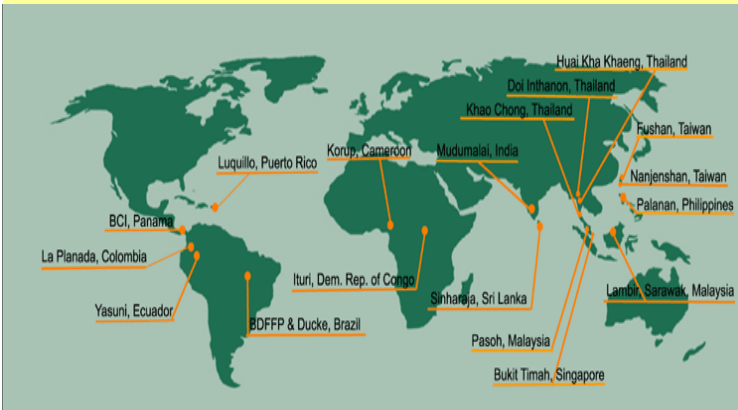 Huai Kha Khaeng, Thailand
Doi Inthanon, Thailand
Khao Chong, Thailand
Fushan, Taiwan
Korup, Cameroon
Mudumalai, India
Luquillo, Puerto Rico
Nanjenshan, Taiwan
Palanan, Philippines
BCI, Panama
La Planada, Colombia
Ituri, Dem. Rep. of Congo
Sinharaja, Sri Lanka
Lambir, Sarawak, Malaysia
Yasuni, Ecuador
BDFFP & Ducke, Brazil
Pasoh, Malaysia
Bukit Timah, Singapore